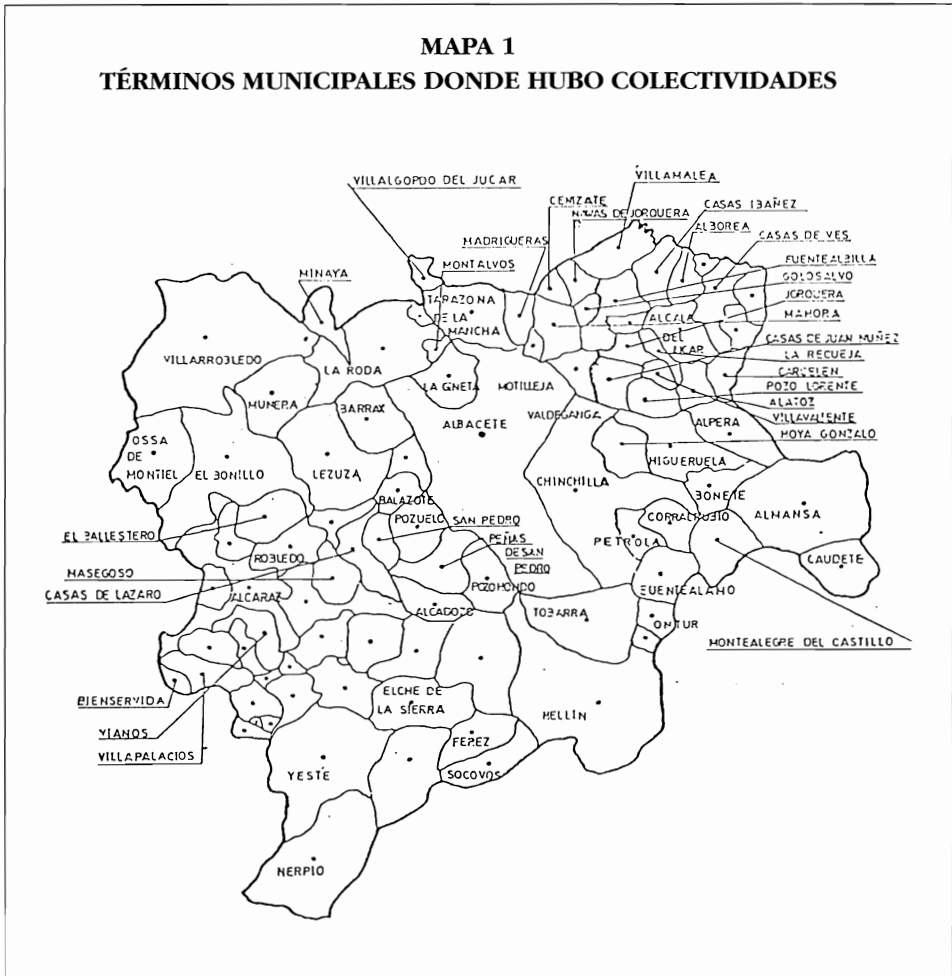 MAPA 1
TÉRMINOS MUNICIPALES DONDE HUBO COLECTIVIDADES
VILLALGOPDO DEL JUCAR
VILLAMALEA
CENIZATE
NAVAS DE JORQUERA
CASAS IBAÑEZ
ALBOREA
MADRIGUERAS
CASAS DE VES
MONTALVOS
FUENTEALBILLA
MINAYA
GOLOSALVO
TARAZONA
DE LA
MANCHA
JORQUERA
ALCALA
DEL
JUCAR
MAHORA
VILLARROBLEDO
CASAS DE JUAN NUÑEZ
LA RODA
LA RECUEJA
LA GINETA
MOTILLEJA
CARCELEN
POZO LORENTE
MUNERA
BARRAX
ALATOZ
VALDEGANGA
VILLAVALIENTE
ALBACETE
ALPERA
HOYA GONZALO
OSSA
DE
MONTIEL
EL BONILLO
LEZUZA
HIGUERUELA
CHINCHILLA
BONETE
BALAZOTE
ALMANSA
POZUELO
SAN PEDRO
CORRALRUBIO
EL BALLESTERO
PEÑAS
DE SAN
PEDRO
PETROLA
ROBLEDO
CAUDETE
MASEGOSO
POZOHONDO
FUENTEALAMO
CASAS DE LAZARO
ALCARAZ
ALCADOZO
TOBARRA
ONTUR
MONTEALEGRE DEL CASTILLO
BIENSERVIDA
ELCHE DE
LA SIERRA
HELLIN
VIANOS
VILLAPALACIOS
FEREZ
YESTE
SOCOVOS
NERPIO